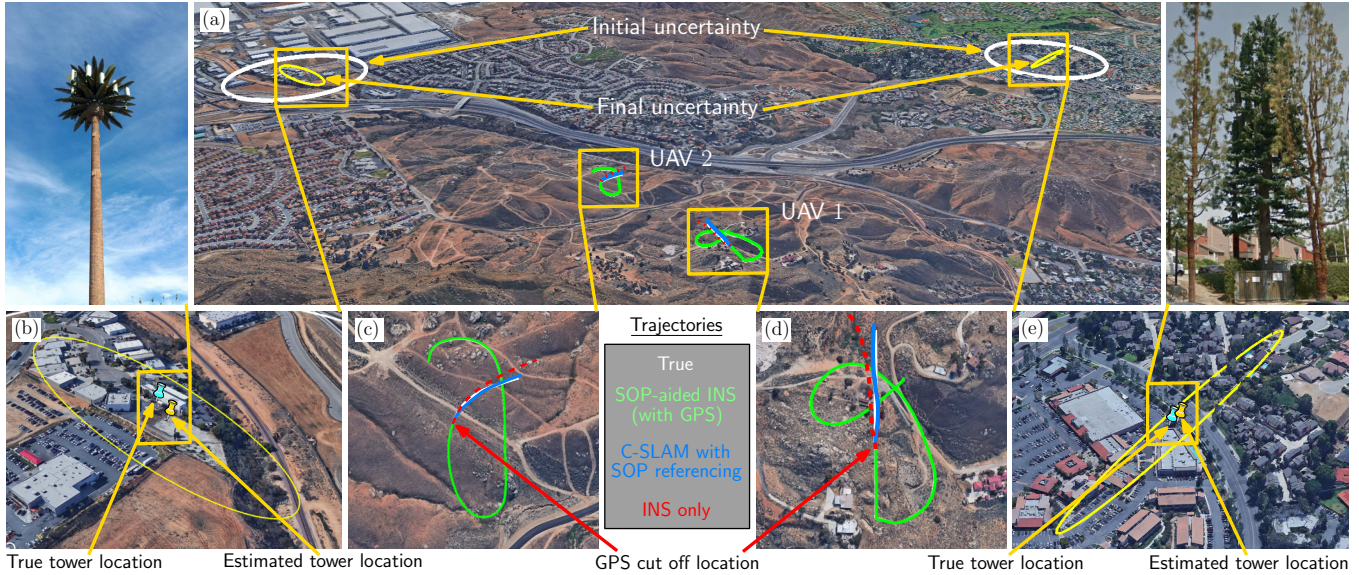 (a)
Initial uncertainty
Final uncertainty
UAV 2
UAV 1
(b)
(c)
Trajectories
True
SOP-aided INS
(with GPS)
C-SLAM with
SOP referencing
INS only
(d)
(e)
True tower location
Estimated tower location
GPS cut off location
True tower location
Estimated tower location